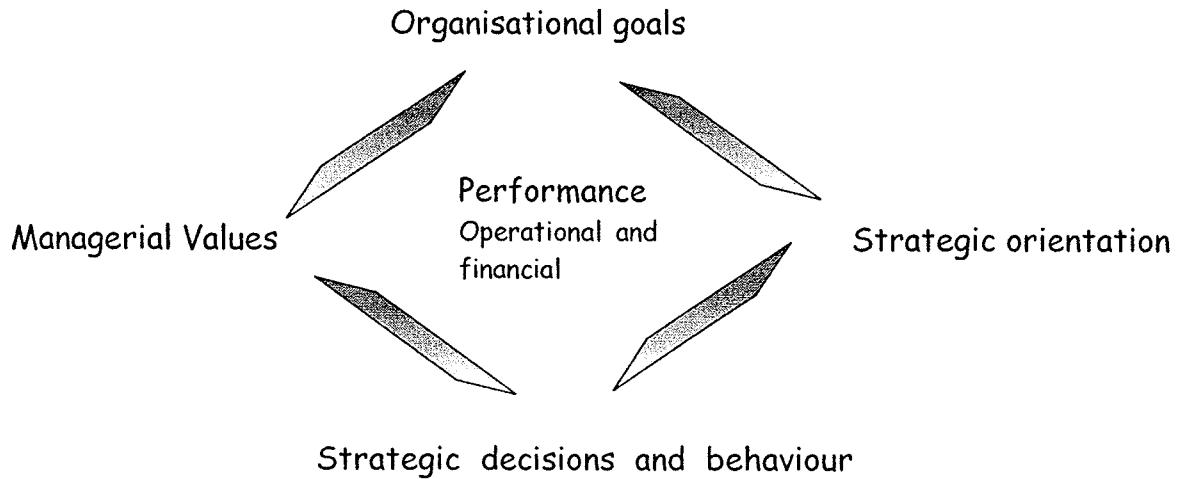 Organisational goals
Performance
Operational and
financial
Managerial Values
Strategic orientation
Strategic decisions and behaviour